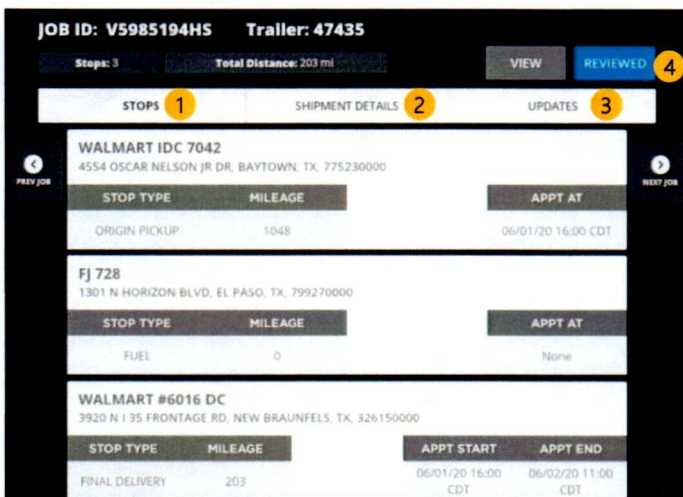 JOB ID: V5985194HS Trailer: 47435
Stops: 3 Total Distance: 203 mi VIEW REVIEWED 4
STOPS 1 SHIPMENT DETAILS 2 UPDATES 3
WALMART IDC 7042
4554 OSCAR NELSON JR DR, BAYTOWN, TX, 775230000
PREV JOB NEXT JOB
STOP TYPE MILEAGE APPT AT
ORIGIN PICKUP 1048 06/01/20 16:00 CDT
FJ 728
1301 N HORIZON BLVD, EL PASO, TX, 799270000
STOP TYPE MILEAGE APPT AT
FUEL 0 None
WALMART #6016 DC
3920 N I 35 FRONTAGE RD, NEW BRAUNFELS, TX, 326150000
STOP TYPE MILEAGE APPT START APPT END
FINAL DELIVERY 203 06/01/20 16:00 CDT 06/02/20 11:00 CDT